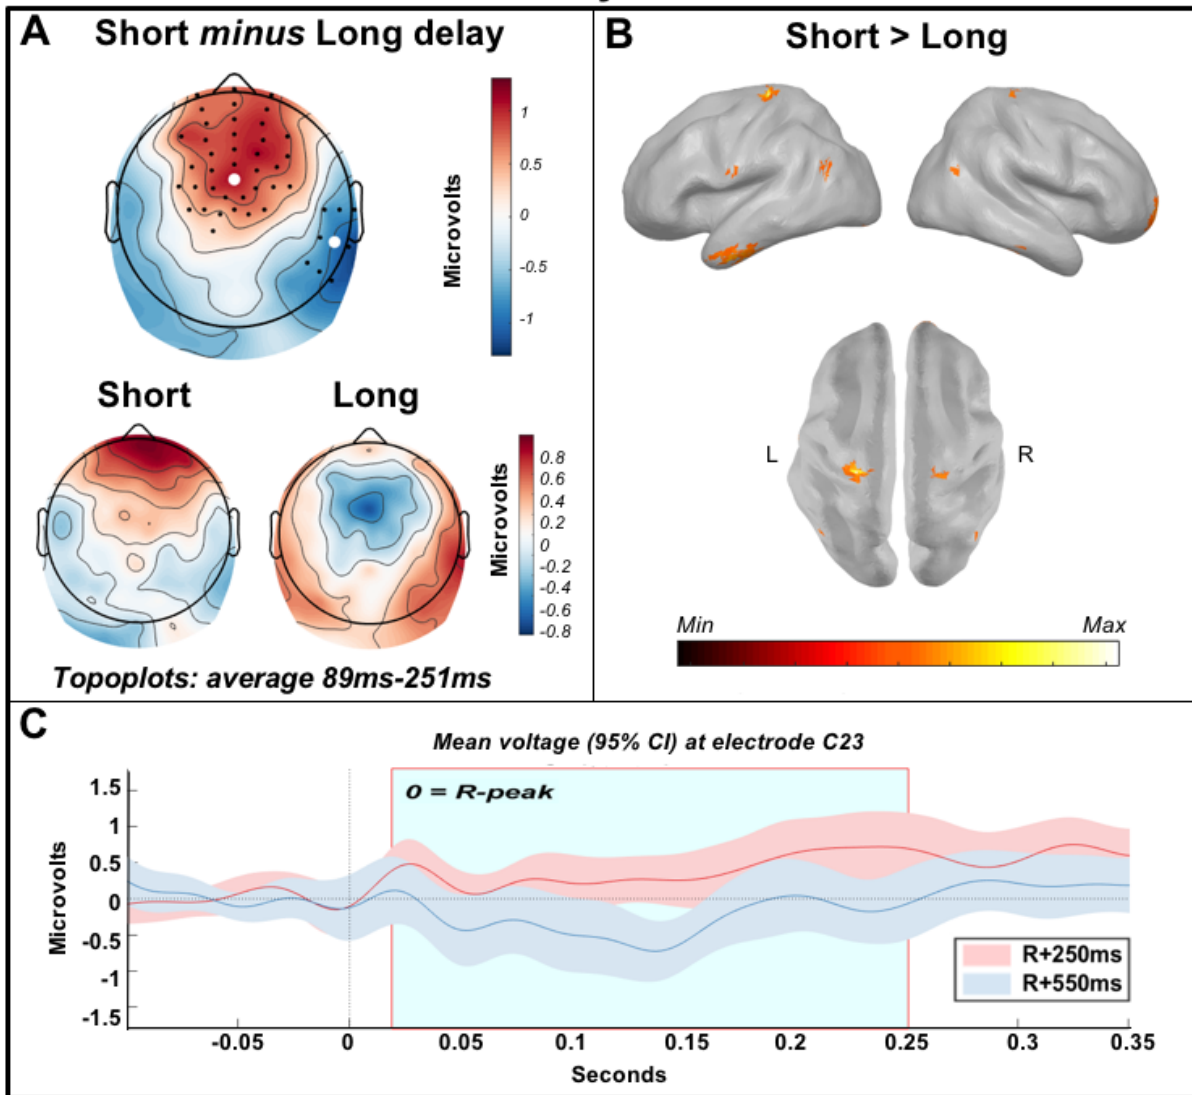 A
Short minus Long delay
1
0.5
0
-0.5
-1
Microvolts
Short
Long
0.8
0.6
0.4
0.2
0
-0.2
-0.4
-0.6
-0.8
Microvolts
Topoplots: average 89ms-251ms
B
Short > Long
L
R
Min
Max
C
Mean voltage (95% CI) at electrode C23
0 = R-peak
1.5
1
0.5
0
-0.5
-1
-1.5
Microvolts
R+250ms
R+550ms
-0.05
0
0.05
0.1
0.15
0.2
0.25
0.3
0.35
Seconds